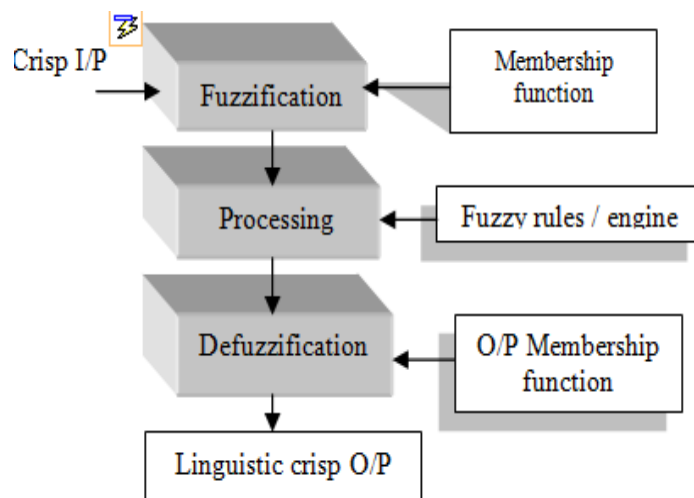 Crisp I/P
Fuzzification
Membership
function
Processing
Fuzzy rules / engine
Defuzzification
O/P Membership
function
Linguistic crisp O/P